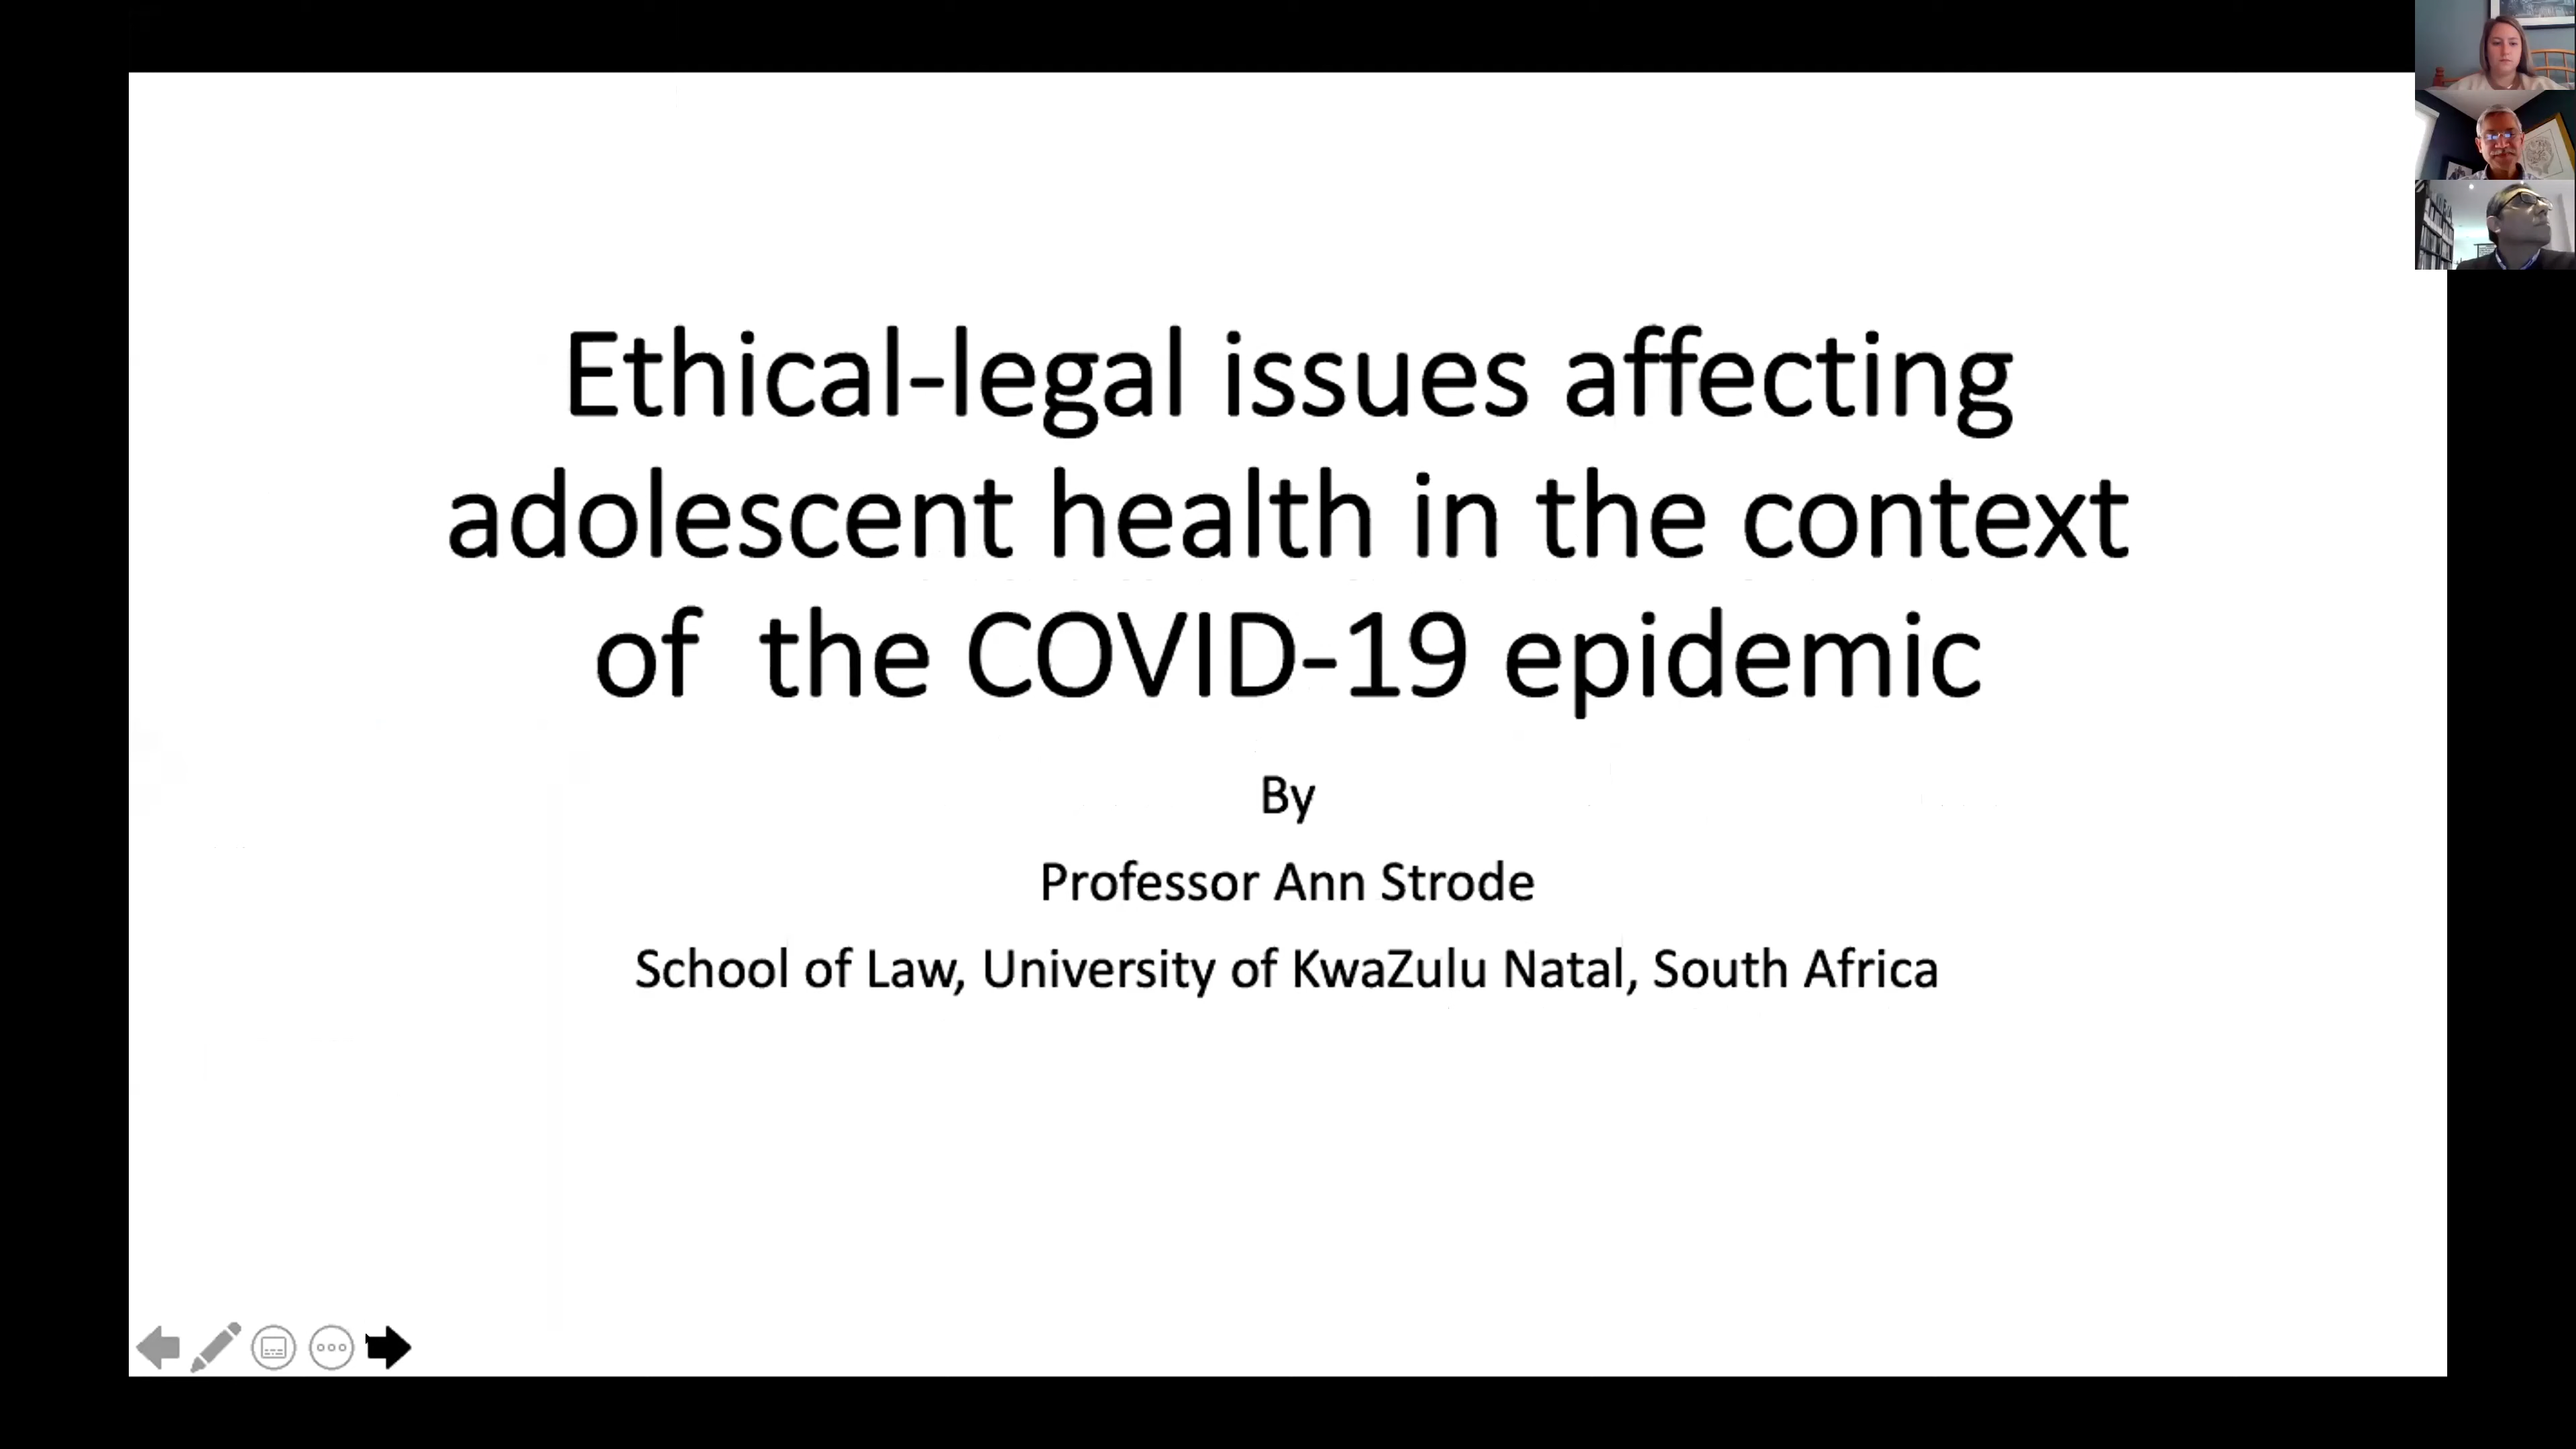 Ethical-legal issues affecting
adolescent health in the context
of  the COVID-19 epidemic
By
Professor Ann Strode
School of Law, University of KwaZulu Natal, South Africa